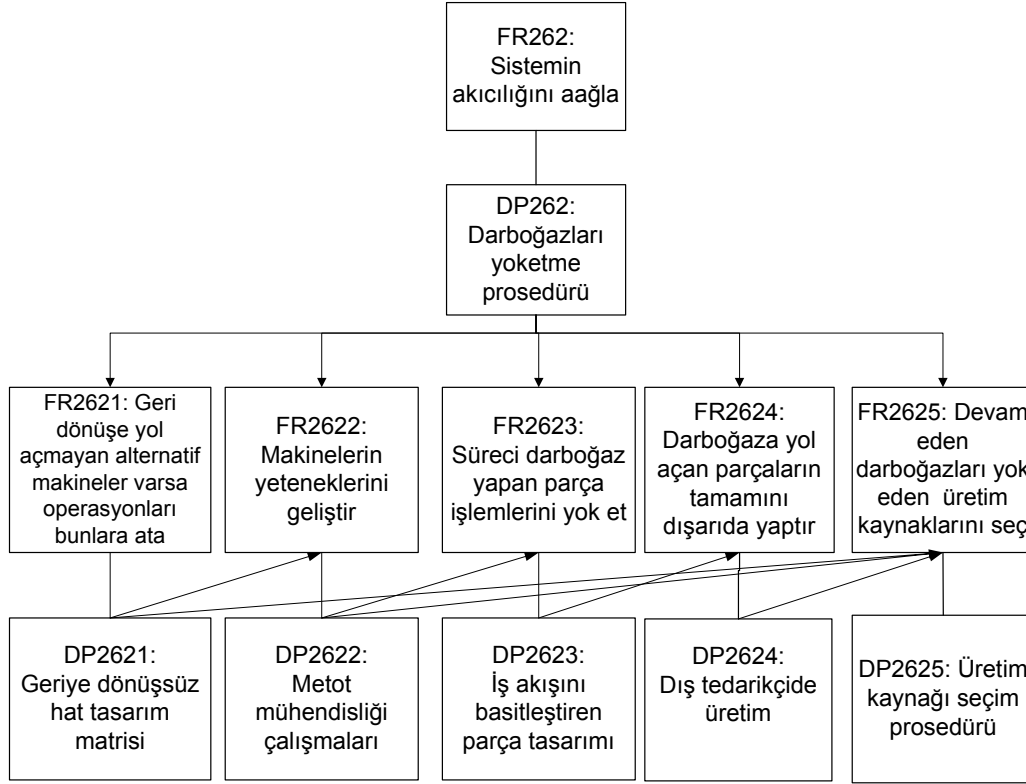 FR262:
Sistemin
akıcılığını aağla
DP262:
Darboğazları
yoketme
prosedürü
FR2621: Geri
dönüşe yol
açmayan alternatif
makineler varsa
operasyonları
bunlara ata
FR2622:
Makinelerin
yeteneklerini
geliştir
FR2623:
Süreci darboğaz
yapan parça
işlemlerini yok et
FR2624:
Darboğaza yol
açan parçaların
tamamını
dışarıda yaptır
FR2625: Devam
eden
darboğazları yok
eden üretim
kaynaklarını seç
DP2621:
Geriye dönüşsüz
hat tasarım
matrisi
DP2622:
Metot
mühendisliği
çalışmaları
DP2623:
İş akışını
basitleştiren
parça tasarımı
DP2624:
Dış tedarikçide
üretim
DP2625: Üretim
kaynağı seçim
prosedürü